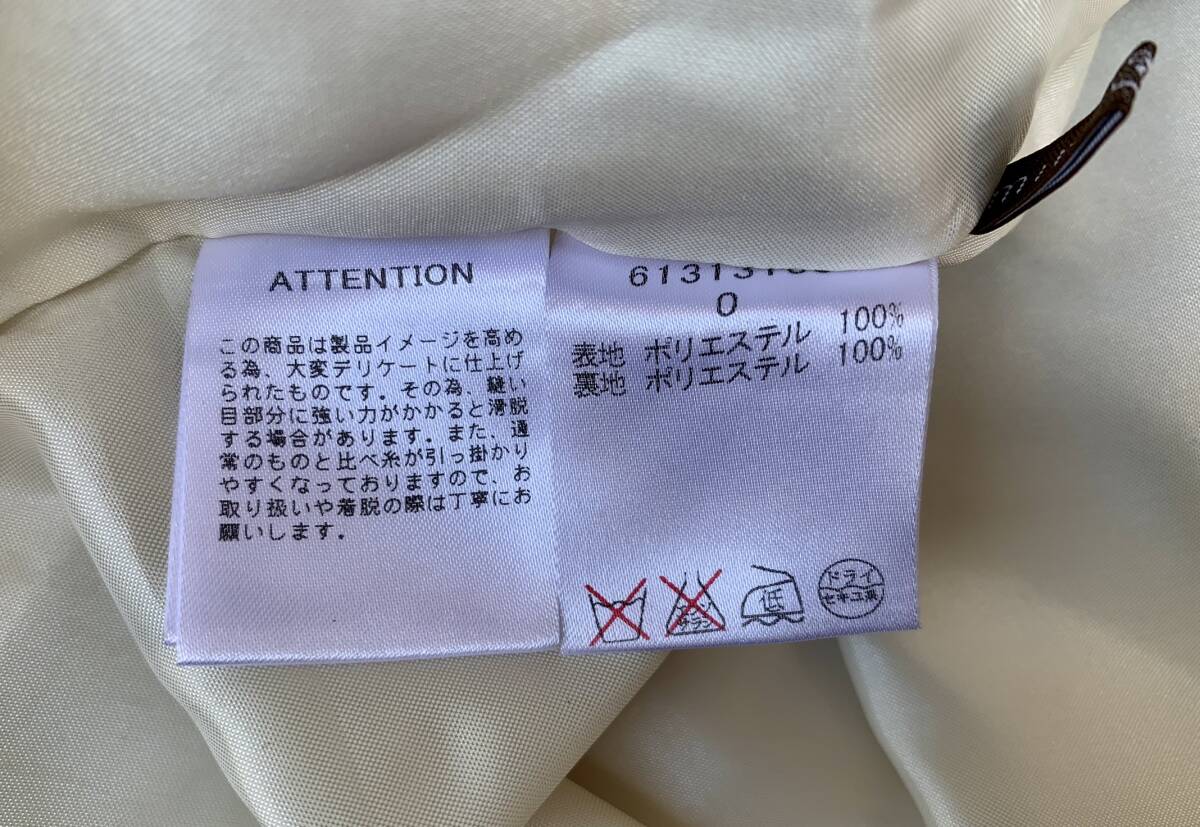 ATTENTION
この商品は製品イメージを高め
る為、大変デリケートに仕上げ
られたものです。その為、縫い
目部分に強い力がかかると滑脱
する場合があります。また、通
常のものと比べ糸が引っ掛かり
やすくなっておりますので、お
取り扱いや着脱の際は丁寧にお
願いします。
0
表地 ポリエステル 100%
裏地 ポリエステル 100%
エンソ
サラシ
低
ドライ
セキユ系